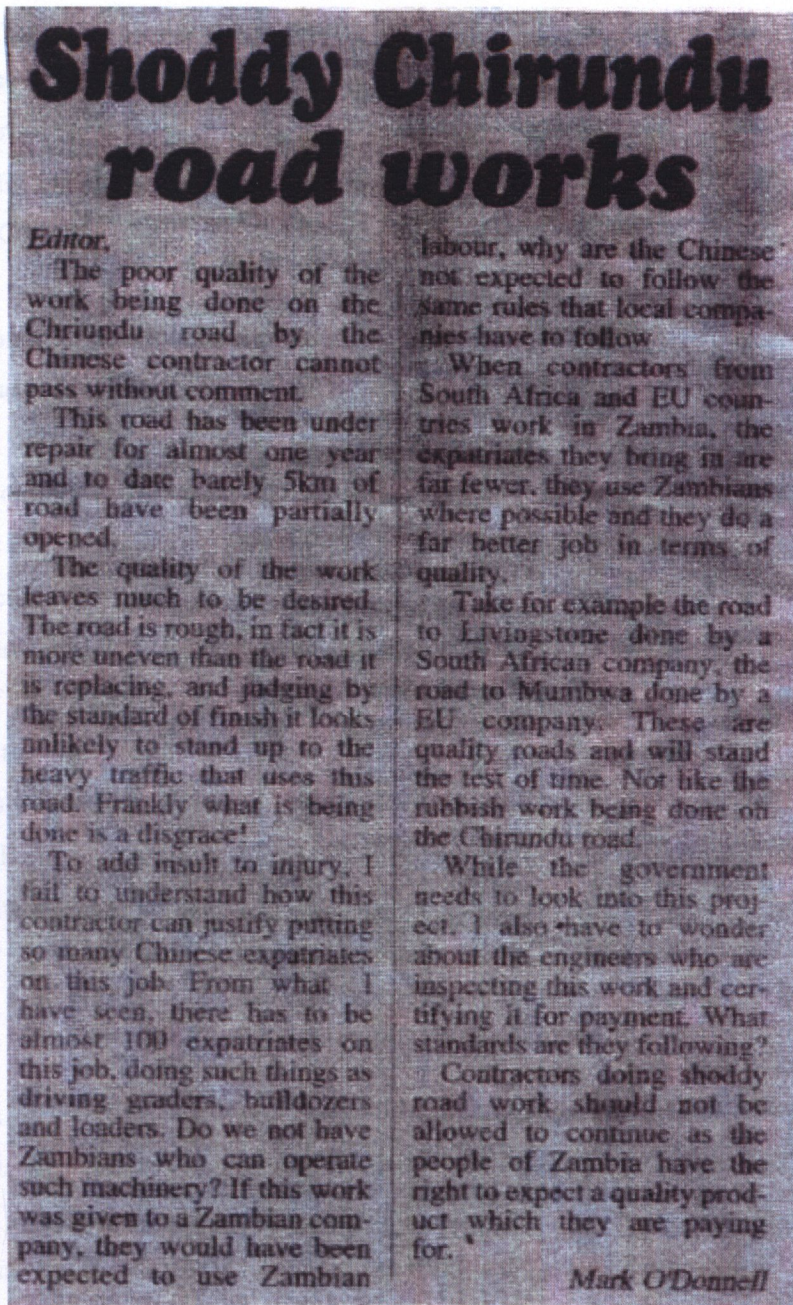 Shoddy Chirundu
road works
Editor,
The poor quality of the
work being done on the
Chriundu road by the
Chinese contractor cannot
pass without comment.
This road has been under
repair for almost one year
and to date barely 5km of
road have been partially
opened.
The quality of the work
leaves much to be desired.
The road is rough, in fact it is
more uneven than the road it
is replacing, and judging by
the standard of finish it looks
unlikely to stand up to the
heavy traffic that uses this
road. Frankly what is being
done is a disgrace!
To add insult to injury, I
fail to understand how this
contractor can justify putting
so many Chinese expatriates
on this job. From what I
have seen, there has to be
almost 100 expatriates on
this job, doing such things as
driving graders, bulldozers
and loaders. Do we not have
Zambians who can operate
such machinery? If this work
was given to a Zambian com-
pany, they would have been
expected to use Zambian
labour, why are the Chinese
not expected to follow the
same rules that local compa-
nies have to follow
When contractors from
South Africa and EU coun-
tries work in Zambia, the
expatriates they bring in are
far fewer, they use Zambians
where possible and they do a
far better job in terms of
quality.
Take for example the road
to Livingstone done by a
South African company, the
road to Mumbwa done by a
EU company. These are
quality roads and will stand
the test of time. Not like the
rubbish work being done on
the Chirundu road.
While the government
needs to look into this proj-
ect, I also have to wonder
about the engineers who are
inspecting this work and cer-
tifying it for payment. What
standards are they following?
Contractors doing shoddy
road work should not be
allowed to continue as the
people of Zambia have the
right to expect a quality prod-
uct which they are paying
for.
Mark O'Donnell